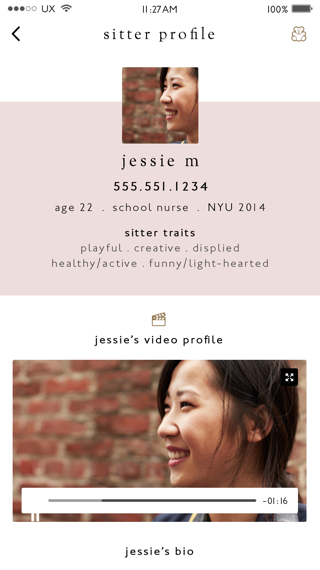 UX 11:27AM 100%
sitter profile
jessie m
555.551.1234
age 22 . school nurse . NYU 2014
sitter traits
playful . creative . displied
healthy/active . funny/light-hearted
jessie's video profile
-01:16
jessie's bio